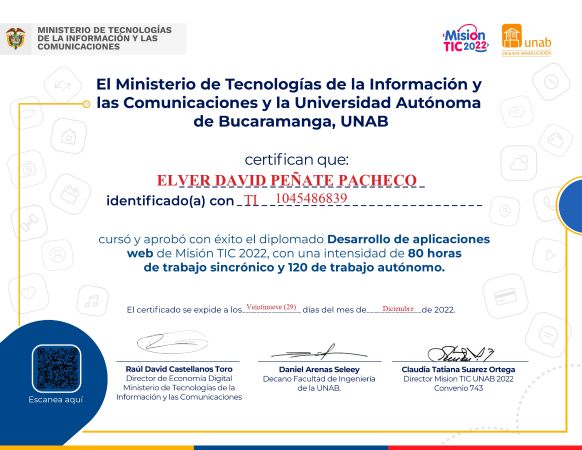 MINISTERIO DE TECNOLOGÍAS
DE LA INFORMACIÓN Y LAS
COMUNICACIONES
Misión
TIC 2022
unab
El Ministerio de Tecnologías de la Información y
las Comunicaciones y la Universidad Autónoma
de Bucaramanga, UNAB
certifican que:
ELVER DAVID PEÑATE PACHECO
identificado(a) con TI 1045486839
cursó y aprobó con éxito el diplomado Desarrollo de aplicaciones
web de Misión TIC 2022, con una intensidad de 80 horas
de trabajo sincrónico y 120 de trabajo autónomo.
El certificado se expide a los Veintinueve (29) días del mes de Diciembre de 2022.
Raúl David Castellanos Toro
Director de Economía Digital
Ministerio de Tecnologías de la
Información y las Comunicaciones
Daniel Arenas Seleey
Decano Facultad de Ingeniería
de la UNAB.
Claudia Tatiana Suarez Ortega
Director Mision TIC UNAB 2022
Convenio 743
Escanea aquí